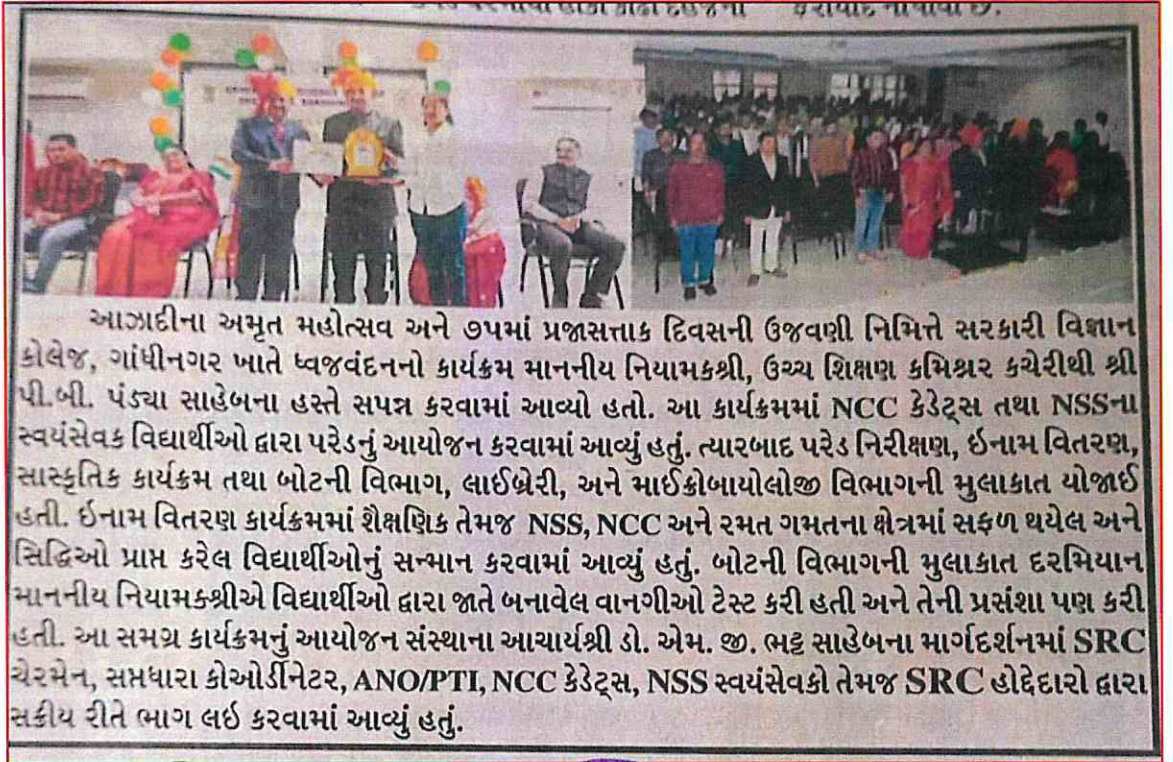 ફરીયાદ નોંધાવી છે.
આઝાદીના અમૃત મહોત્સવ અને ૭૫માં પ્રજાસત્તાક દિવસની ઉજવણી નિમિત્તે સરકારી વિજ્ઞાન
કોલેજ, ગાંધીનગર ખાતે ધ્વજવંદનનો કાર્યક્રમ માનનીય નિયામકશ્રી, ઉચ્ચ શિક્ષણ કમિશ્નર કચેરીથી શ્રી
પી.બી. પંડ્યા સાહેબના હસ્તે સપન્ન કરવામાં આવ્યો હતો. આ કાર્યક્રમમાં NCC કેડેટ્સ તથા NSSના
સ્વયંસેવક વિદ્યાર્થીઓ દ્વારા પરેડનું આયોજન કરવામાં આવ્યું હતું. ત્યારબાદ પરેડ નિરીક્ષણ, ઇનામ વિતરણ,
સાસ્કૃતિક કાર્યક્રમ તથા બોટની વિભાગ, લાઈબ્રેરી, અને માઈક્રોબાયોલોજી વિભાગની મુલાકાત યોજાઈ
હતી. ઇનામ વિતરણ કાર્યક્રમમાં શૈક્ષણિક તેમજ NSS, NCC અને રમત ગમતના ક્ષેત્રમાં સફળ થયેલ અને
સિદ્ધિઓ પ્રાપ્ત કરેલ વિદ્યાર્થીઓનું સન્માન કરવામાં આવ્યું હતું. બોટની વિભાગની મુલાકાત દરમિયાન
માનનીય નિયામકશ્રીએ વિદ્યાર્થીઓ દ્વારા જાતે બનાવેલ વાનગીઓ ટેસ્ટ કરી હતી અને તેની પ્રસંશા પણ કરી
હતી. આ સમગ્ર કાર્યક્રમનું આયોજન સંસ્થાના આચાર્યશ્રી ડો. એમ. જી. ભટ્ટ સાહેબના માર્ગદર્શનમાં SRC
ચેરમેન, સપ્તધારા કોઓર્ડીનેટર, ANO/PTI, NCC કેડેટ્સ, NSS સ્વયંસેવકો તેમજ SRC હોદ્દેદારો દ્વારા
સક્રીય રીતે ભાગ લઇ કરવામાં આવ્યું હતું.